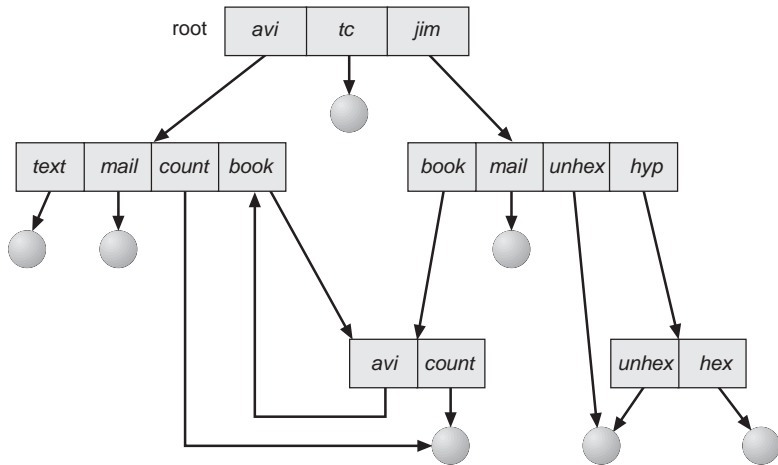 root avi tc jim
text mail count book
book mail unhex hyp
avi count
unhex hex